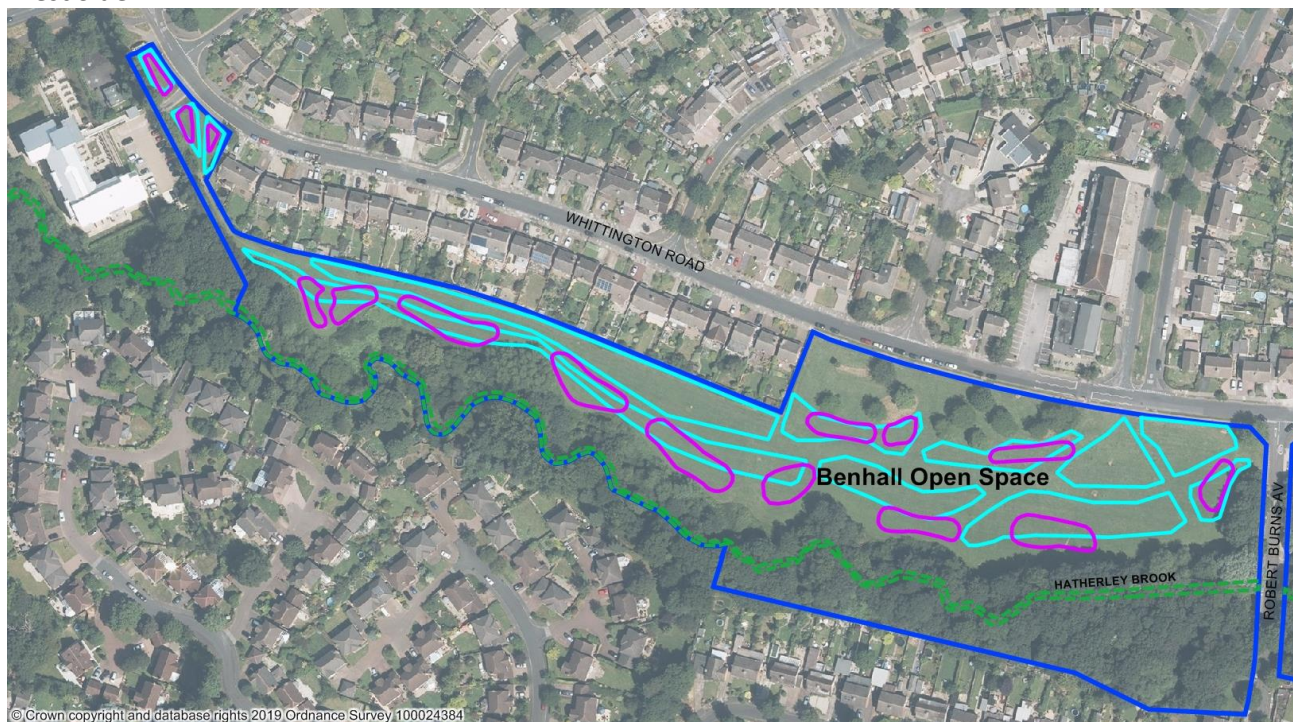 WHITTINGTON ROAD
Benhall Open Space
HATHERLEY BROOK
ROBERT BURNS AV
© Crown copyright and database rights 2019 Ordnance Survey 100024384